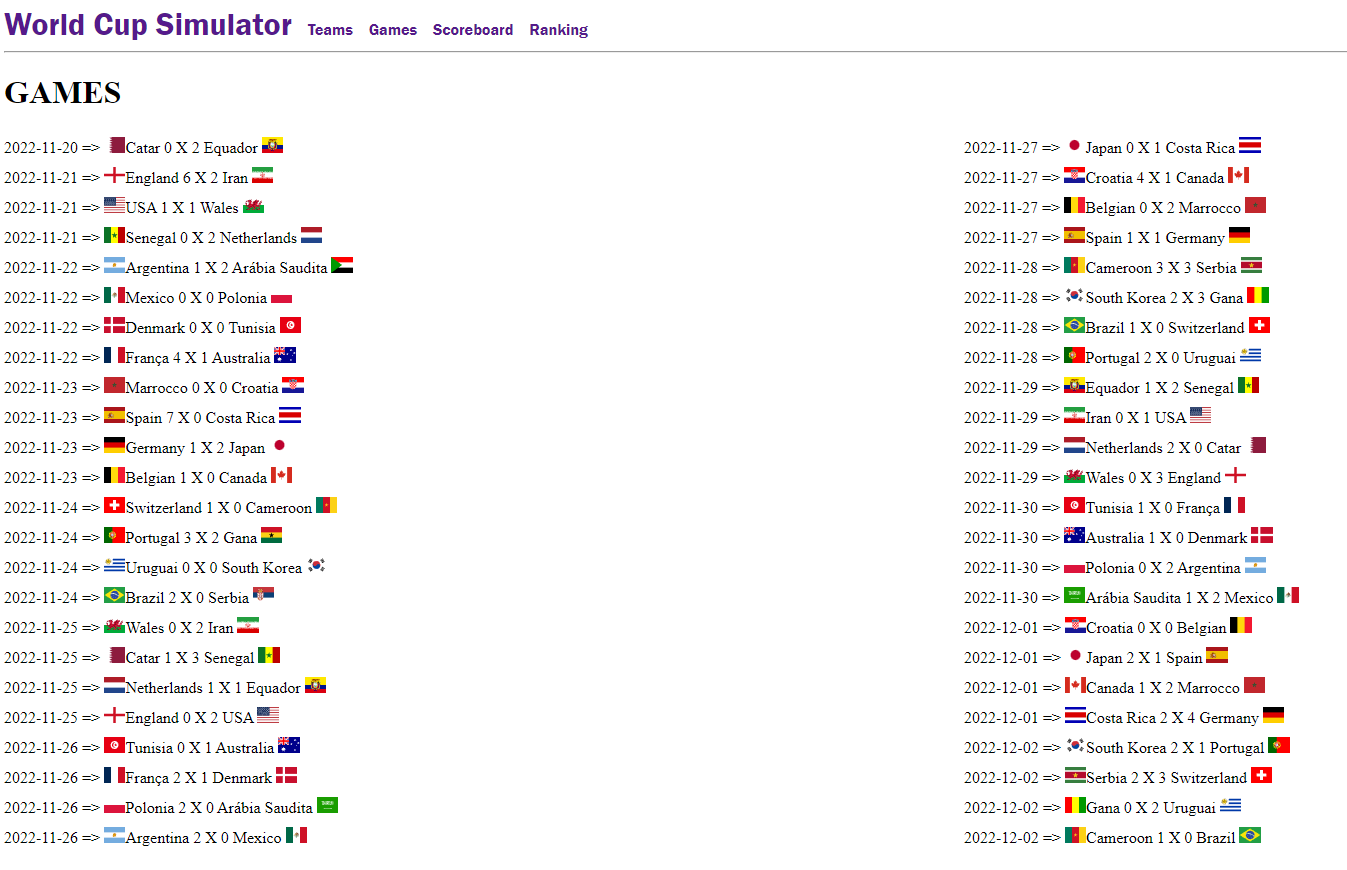 World Cup Simulator Teams Games Scoreboard Ranking
GAMES
2022-11-20 => Catar 0 X 2 Equador
2022-11-21 => England 6 X 2 Iran
2022-11-21 => USA 1 X 1 Wales
2022-11-21 => Senegal 0 X 2 Netherlands
2022-11-22 => Argentina 1 X 2 Arábia Saudita
2022-11-22 => Mexico 0 X 0 Polonia
2022-11-22 => Denmark 0 X 0 Tunisia
2022-11-22 => França 4 X 1 Australia
2022-11-23 => Marrocco 0 X 0 Croatia
2022-11-23 => Spain 7 X 0 Costa Rica
2022-11-23 => Germany 1 X 2 Japan
2022-11-23 => Belgian 1 X 0 Canada
2022-11-24 => Switzerland 1 X 0 Cameroon
2022-11-24 => Portugal 3 X 2 Gana
2022-11-24 => Uruguai 0 X 0 South Korea
2022-11-24 => Brazil 2 X 0 Serbia
2022-11-25 => Wales 0 X 2 Iran
2022-11-25 => Catar 1 X 3 Senegal
2022-11-25 => Netherlands 1 X 1 Equador
2022-11-25 => England 0 X 2 USA
2022-11-26 => Tunisia 0 X 1 Australia
2022-11-26 => França 2 X 1 Denmark
2022-11-26 => Polonia 2 X 0 Arábia Saudita
2022-11-26 => Argentina 2 X 0 Mexico
2022-11-27 => Japan 0 X 1 Costa Rica
2022-11-27 => Croatia 4 X 1 Canada
2022-11-27 => Belgian 0 X 2 Marrocco
2022-11-27 => Spain 1 X 1 Germany
2022-11-28 => Cameroon 3 X 3 Serbia
2022-11-28 => South Korea 2 X 3 Gana
2022-11-28 => Brazil 1 X 0 Switzerland
2022-11-28 => Portugal 2 X 0 Uruguai
2022-11-29 => Equador 1 X 2 Senegal
2022-11-29 => Iran 0 X 1 USA
2022-11-29 => Netherlands 2 X 0 Catar
2022-11-29 => Wales 0 X 3 England
2022-11-30 => Tunisia 1 X 0 França
2022-11-30 => Australia 1 X 0 Denmark
2022-11-30 => Polonia 0 X 2 Argentina
2022-11-30 => Arábia Saudita 1 X 2 Mexico
2022-12-01 => Croatia 0 X 0 Belgian
2022-12-01 => Japan 2 X 1 Spain
2022-12-01 => Canada 1 X 2 Marrocco
2022-12-01 => Costa Rica 2 X 4 Germany
2022-12-02 => South Korea 2 X 1 Portugal
2022-12-02 => Serbia 2 X 3 Switzerland
2022-12-02 => Gana 0 X 2 Uruguai
2022-12-02 => Cameroon 1 X 0 Brazil